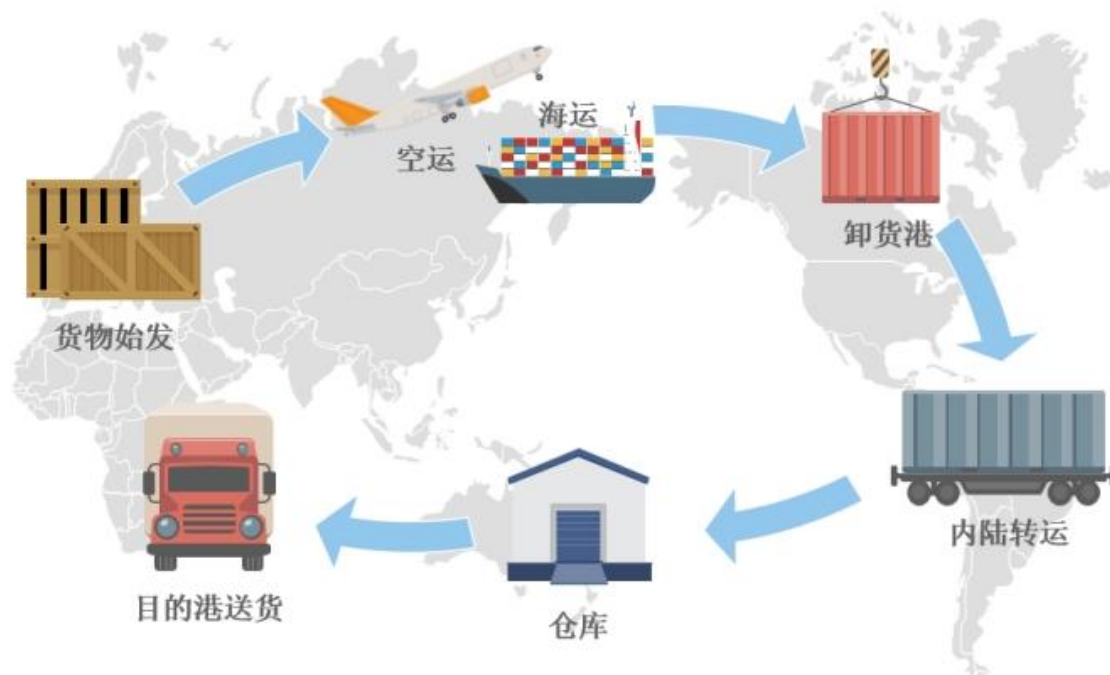 货物始发
空运
海运
卸货港
内陆转运
仓库
目的港送货